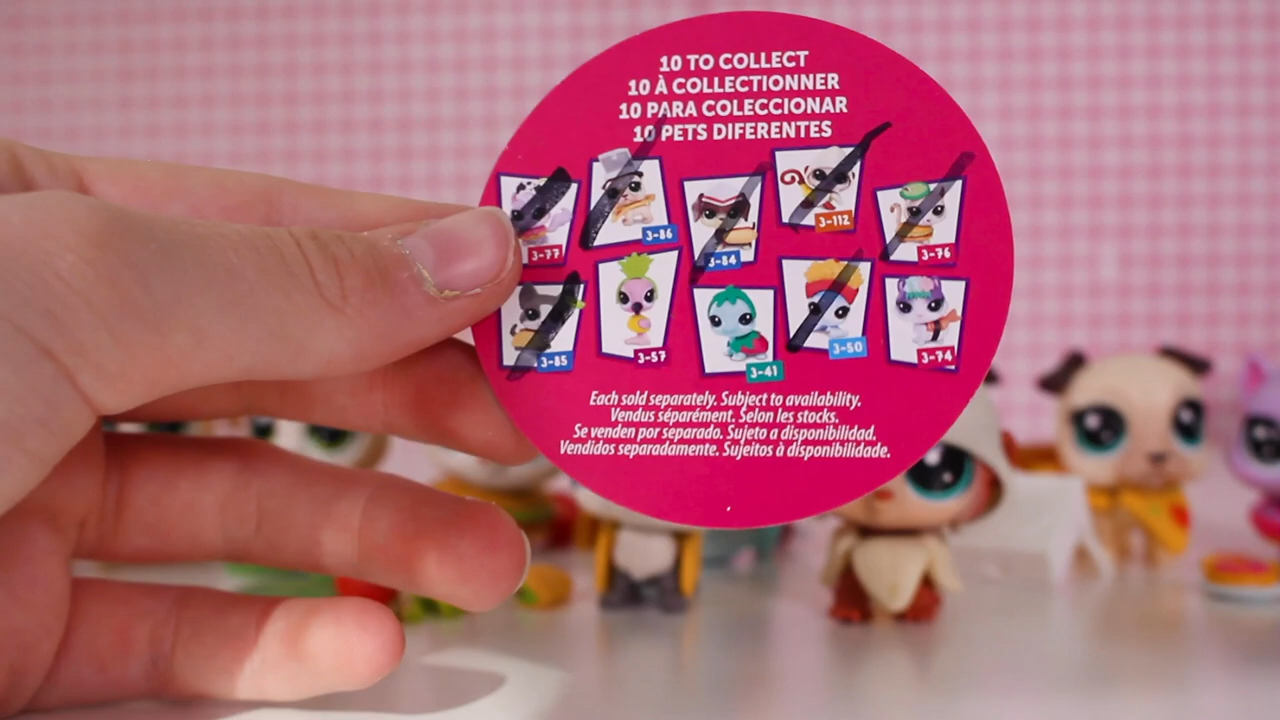 10 TO COLLECT
10 À COLLECTIONNER
10 PARA COLECCIONAR
10 PETS DIFERENTES
3-77
3-86
3-84
3-112
3-76
3-85
3-57
3-41
3-50
3-74
Each sold separately. Subject to availability.
Vendus séparément. Selon les stocks.
Se venden por separado. Sujeto a disponibilidad.
Vendidos separadamente. Sujeitos à disponibilidade.